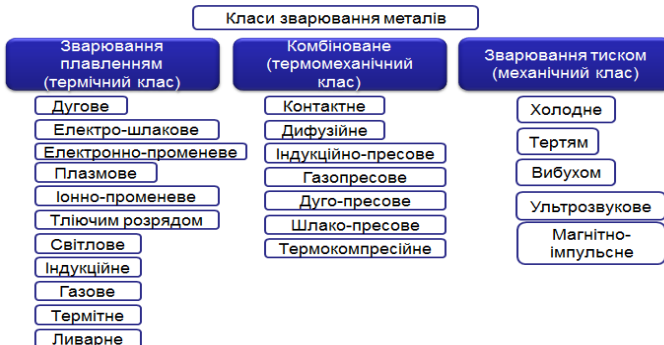 Класи зварювання металів
Зварювання
плавленням
(термічний клас)
Дугове
Електро-шлакове
Електронно-променеве
Плазмове
Іонно-променеве
Тліючим розрядом
Світлове
Індукційне
Газове
Термітне
Ливарне
Комбіноване
(термомеханічний
клас)
Контактне
Дифузійне
Індукційно-пресове
Газопресове
Дуго-пресове
Шлако-пресове
Термокомпресійне
Зварювання тиском
(механічний клас)
Холодне
Тертям
Вибухом
Ультрозвукове
Магнітно-
імпульсне